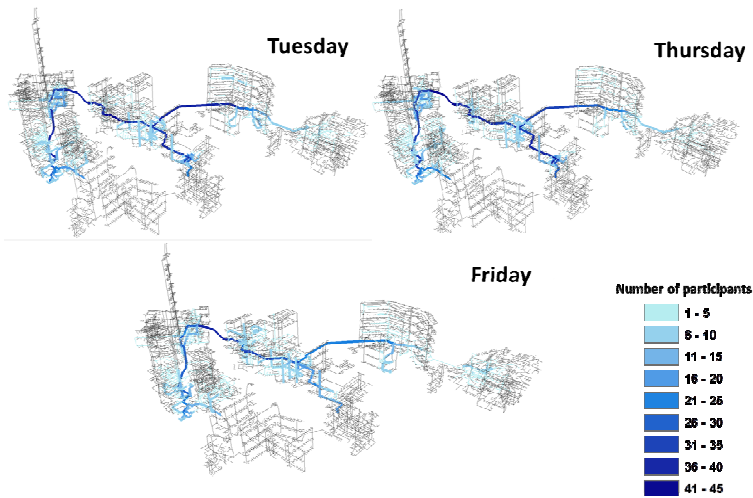 Tuesday
Thursday
Friday
Number of participants
1 - 5
6 - 10
11 - 15
16 - 20
21 - 25
26 - 30
31 - 35
36 - 40
41 - 45